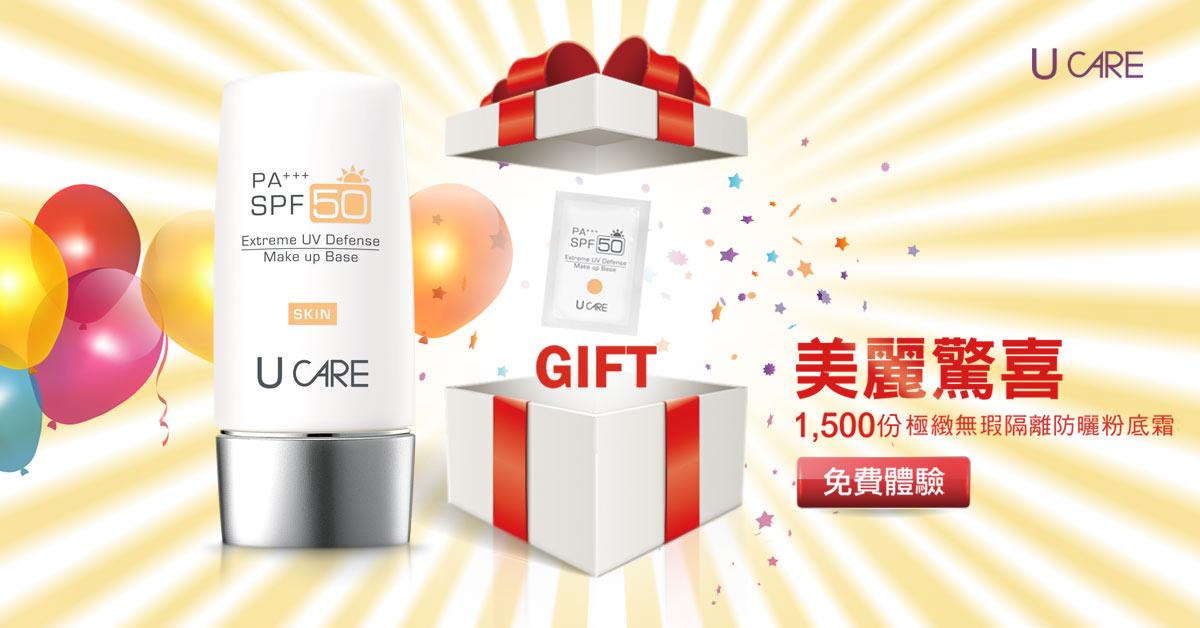 U CARE
PA+++
SPF 50
Extreme UV Defense
Make up Base
SKIN
U CARE
PA+++
SPF 50
Extreme UV Defense
Make up Base
U CARE
GIFT
美麗驚喜
1,500份極緻無瑕隔離防曬粉底霜
免費體驗